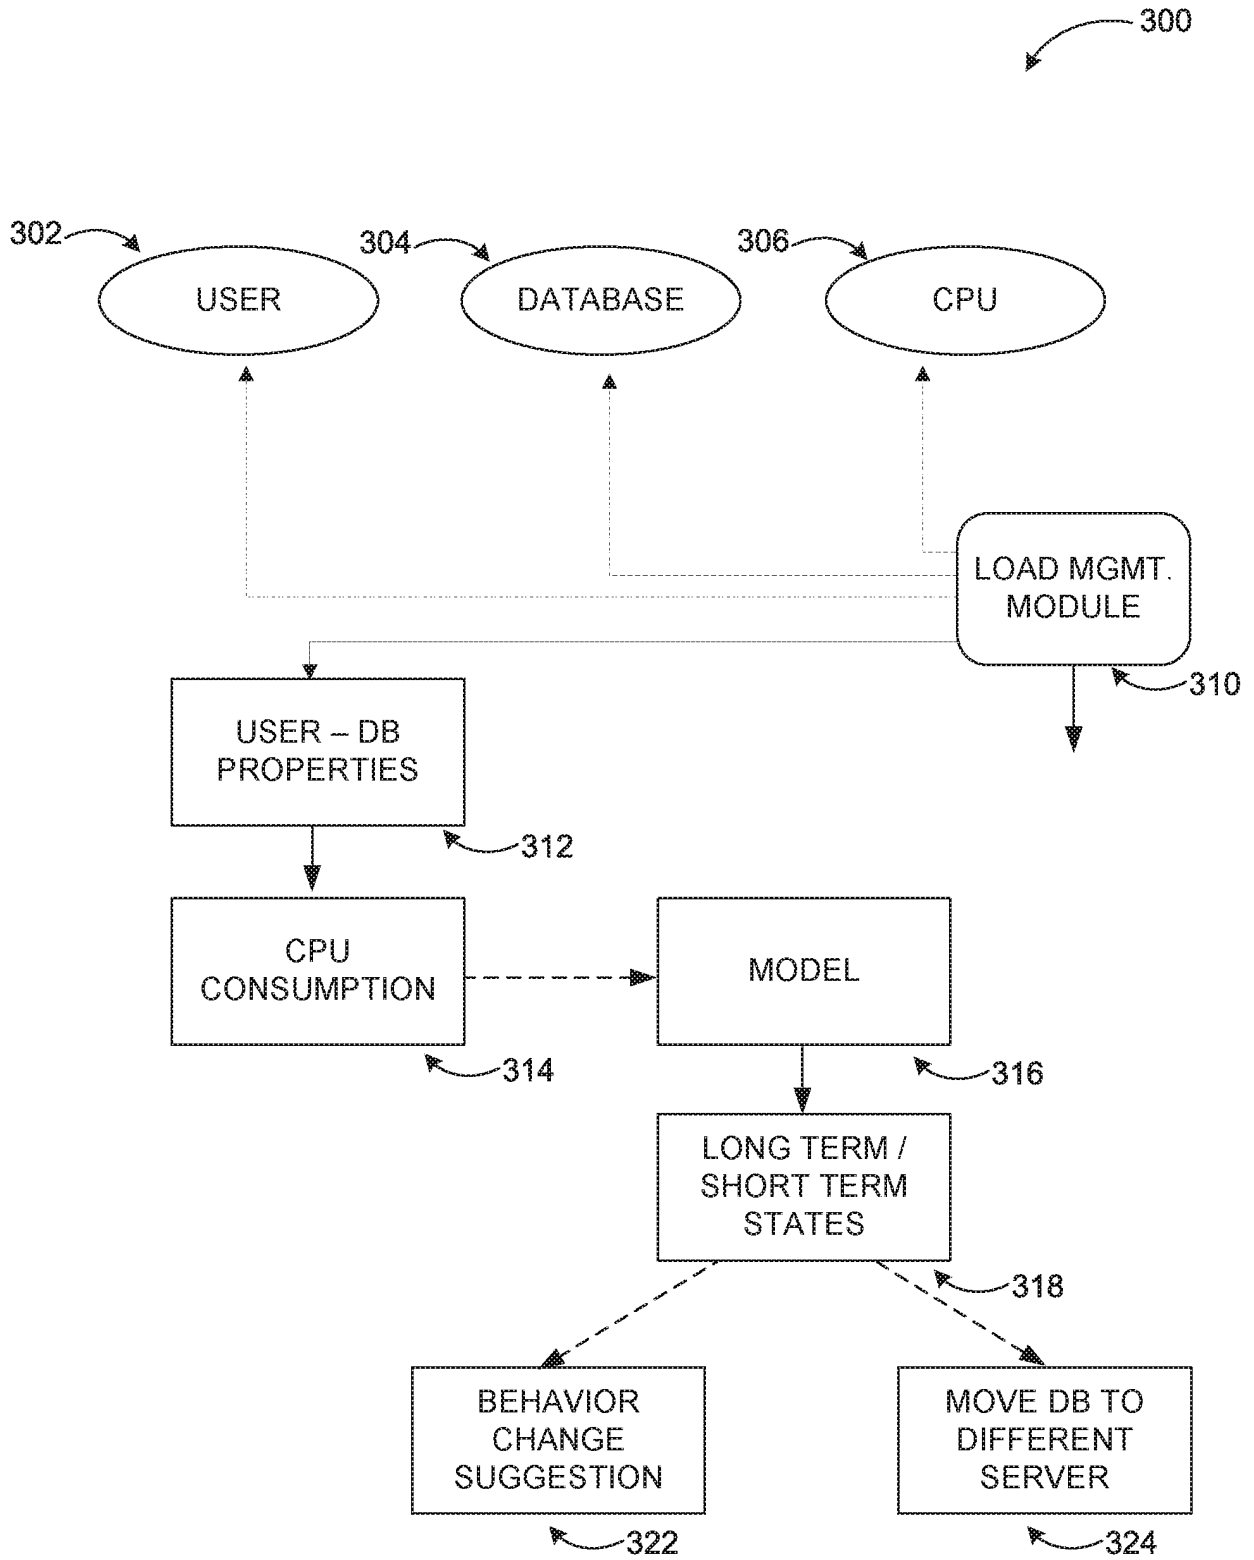 300
302
304
306
USER
DATABASE
CPU
LOAD MGMT.
MODULE
310
USER – DB
PROPERTIES
312
CPU
CONSUMPTION
314
MODEL
316
LONG TERM /
SHORT TERM
STATES
318
BEHAVIOR
CHANGE
SUGGESTION
322
MOVE DB TO
DIFFERENT
SERVER
324